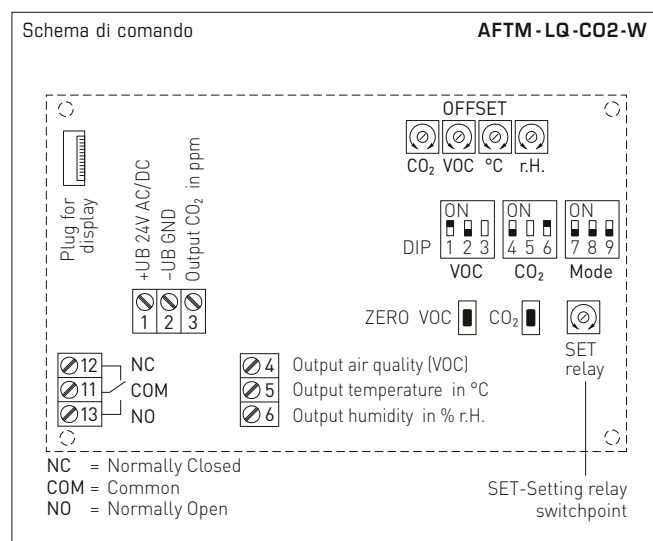 Schema di comando AFTM-LQ-CO2-W
OFFSET
CO₂ VOC °C r.H.
Plug for
display
+UB 24V AC/DC
-UB GND
Output CO₂ in ppm
1 2 3
ON ON ON
DIP 1 2 3 4 5 6 7 8 9
VOC CO₂ Mode
ZERO VOC CO₂
SET
relay
12 NC
11 COM
13 NO
4 Output air quality (VOC)
5 Output temperature in °C
6 Output humidity in % r.H.
NC = Normally Closed
COM = Common
NO = Normally Open
SET-Setting relay
switchpoint